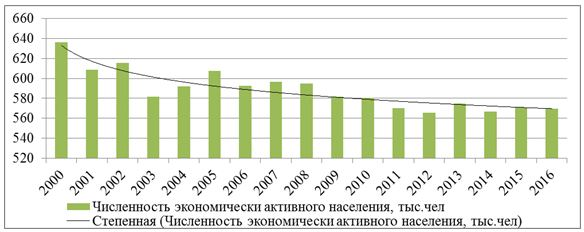 660
640
620
600
580
560
540
520
2000 2001 2002 2003 2004 2005 2006 2007 2008 2009 2010 2011 2012 2013 2014 2015 2016
Численность экономически активного населения, тыс.чел
Степенная (Численность экономически активного населения, тыс.чел)